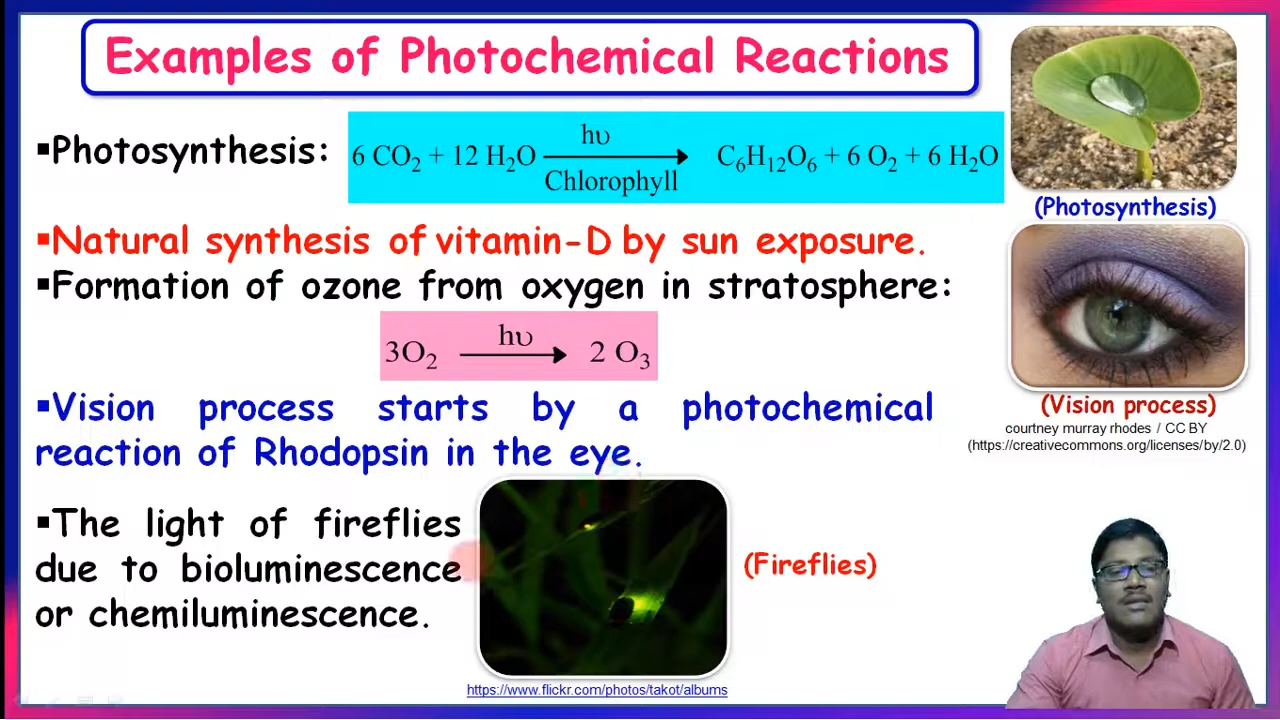 Examples of Photochemical Reactions
▪Photosynthesis:
hυ
6 CO₂ + 12 H₂O ⟶ C₆H₁₂O₆ + 6 O₂ + 6 H₂O
Chlorophyll
(Photosynthesis)
▪Natural synthesis of vitamin-D by sun exposure.
▪Formation of ozone from oxygen in stratosphere:
hυ
3O₂ ⟶ 2 O₃
▪Vision process starts by a photochemical
reaction of Rhodopsin in the eye.
(Vision process)
courtney murray rhodes / CC BY
(https://creativecommons.org/licenses/by/2.0)
▪The light of fireflies
due to bioluminescence
or chemiluminescence.
(Fireflies)
https://www.flickr.com/photos/takot/albums